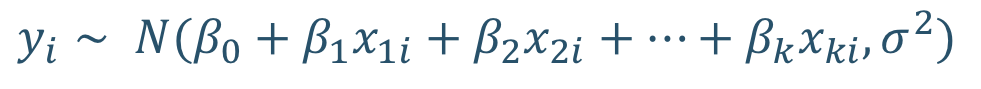 yᵢ ~ N(β₀ + β₁x₁ᵢ + β₂x₂ᵢ + ⋯ + βₖxₖᵢ, σ²)